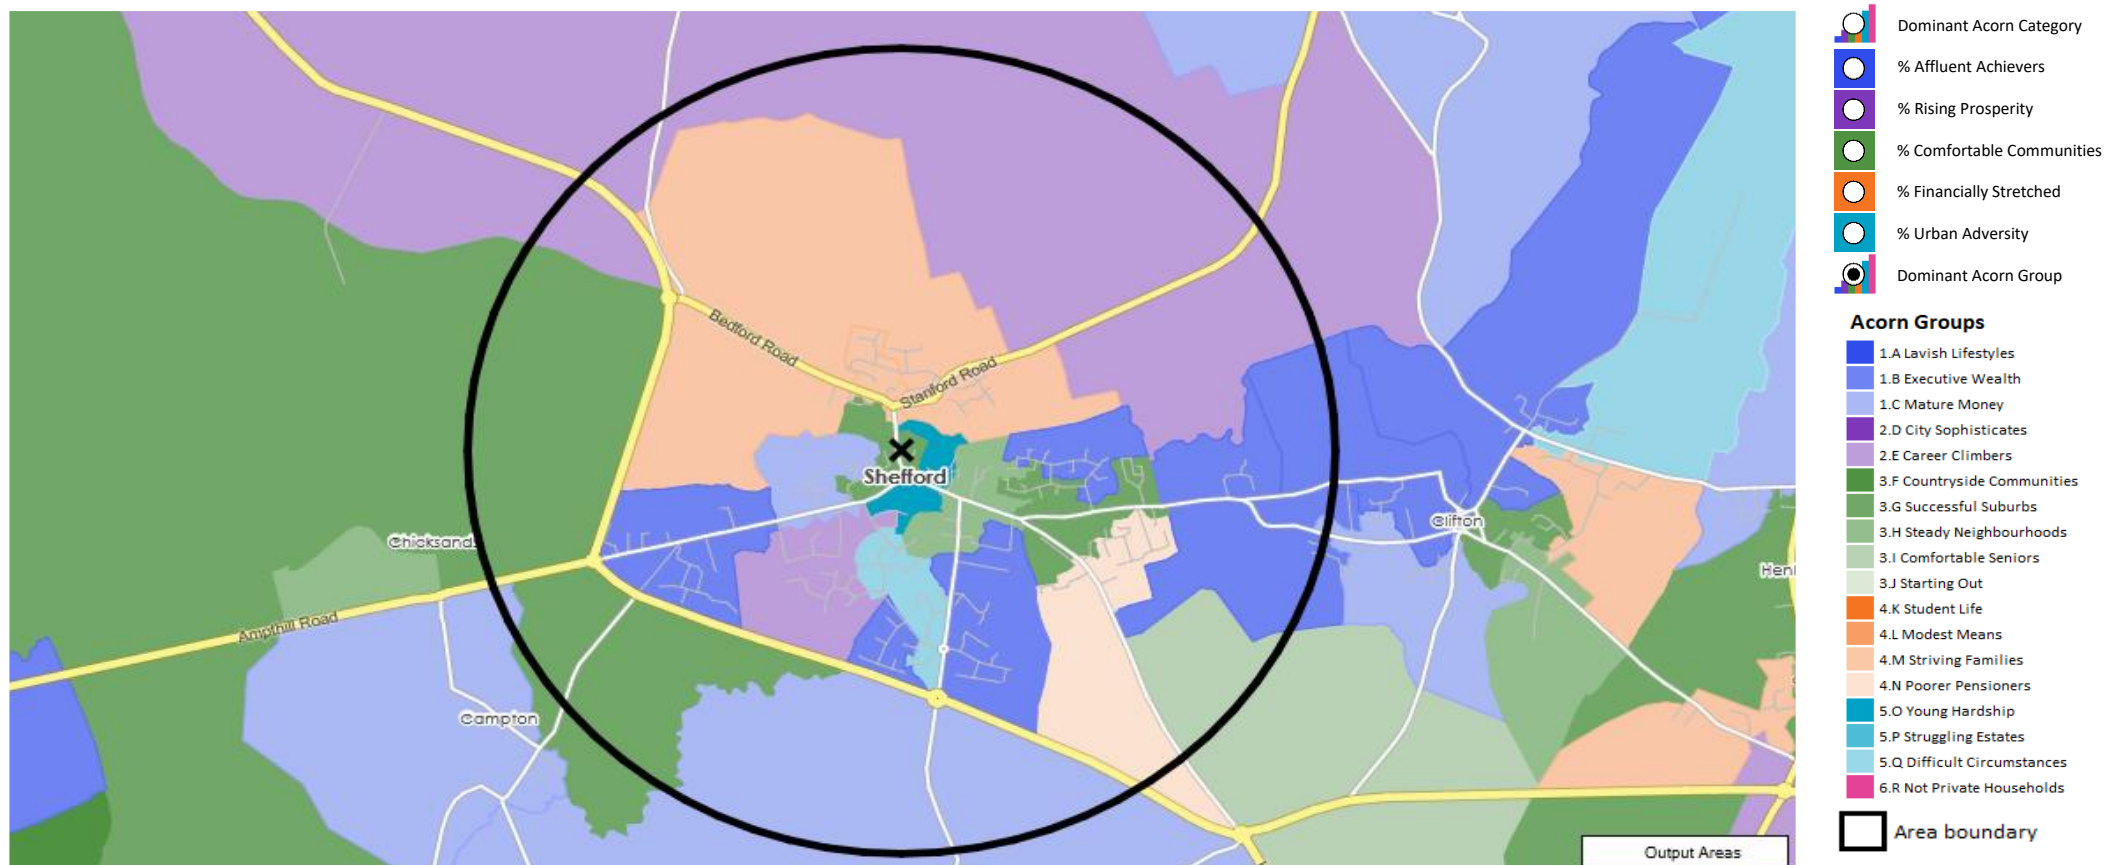 Bedford Road
Stanford Road
Shefford
Chicksand
Clifton
Henl
Ampthill Road
Campton
Output Areas
Dominant Acorn Category
% Affluent Achievers
% Rising Prosperity
% Comfortable Communities
% Financially Stretched
% Urban Adversity
Dominant Acorn Group
Acorn Groups
1.A Lavish Lifestyles
1.B Executive Wealth
1.C Mature Money
2.D City Sophisticates
2.E Career Climbers
3.F Countryside Communities
3.G Successful Suburbs
3.H Steady Neighbourhoods
3.I Comfortable Seniors
3.J Starting Out
4.K Student Life
4.L Modest Means
4.M Striving Families
4.N Poorer Pensioners
5.O Young Hardship
5.P Struggling Estates
5.Q Difficult Circumstances
6.R Not Private Households
Area boundary